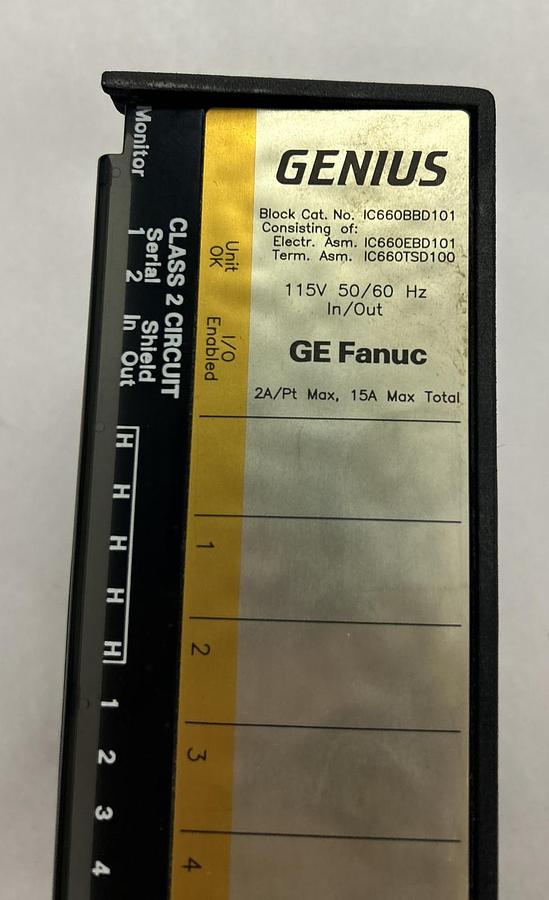 GENIUS
Block Cat. No. IC660BBD101
Consisting of:
Electr. Asm. IC660EBD101
Term. Asm. IC660TSD100
115V 50/60 Hz
In/Out
GE Fanuc
2A/Pt Max, 15A Max Total
Unit
OK
I/O
Enabled
1
2
3
4
CLASS 2 CIRCUIT
Monitor
Serial
1 2
Shield
In Out
H
H
H
H
H
1
2
3
4